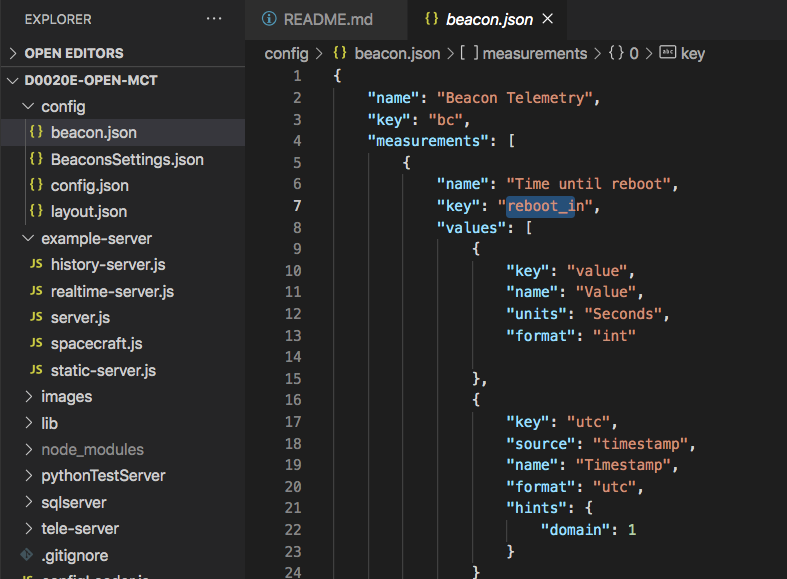 EXPLORER ···
OPEN EDITORS
D0020E-OPEN-MCT
config
{} beacon.json
{} BeaconsSettings.json
{} config.json
{} layout.json
example-server
JS history-server.js
JS realtime-server.js
JS server.js
JS spacecraft.js
JS static-server.js
images
lib
node_modules
pythonTestServer
sqlserver
tele-server
.gitignore
README.md
{} beacon.json ×
config > {} beacon.json > [ ] measurements > {} 0 > abc key
1 {
2 "name": "Beacon Telemetry",
3 "key": "bc",
4 "measurements": [
5 {
6 "name": "Time until reboot",
7 "key": "reboot_in",
8 "values": [
9 {
10 "key": "value",
11 "name": "Value",
12 "units": "Seconds",
13 "format": "int"
14
15 },
16 {
17 "key": "utc",
18 "source": "timestamp",
19 "name": "Timestamp",
20 "format": "utc",
21 "hints": {
22 "domain": 1
23 }
24 }